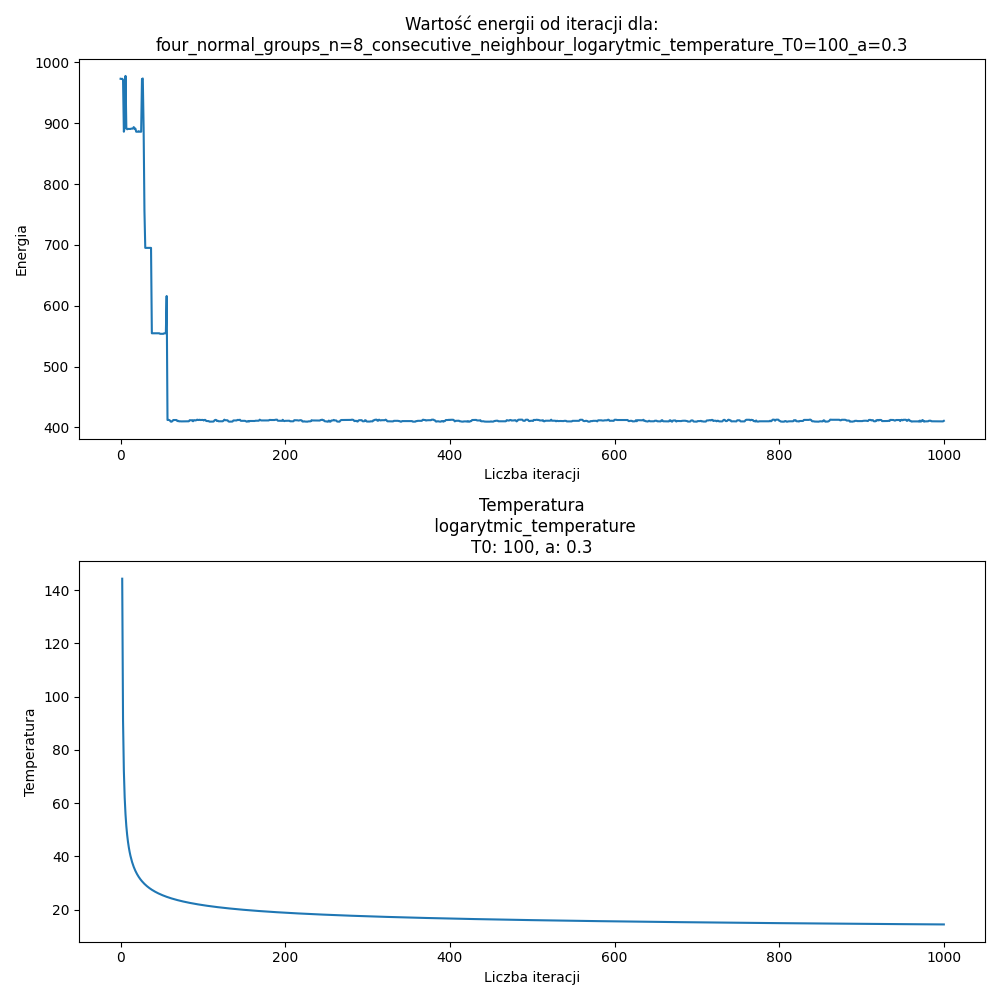 Wartość energii od iteracji dla:
four_normal_groups_n=8_consecutive_neighbour_logarytmic_temperature_T0=100_a=0.3
1000
900
800
700
600
500
400
Energia
0 200 400 600 800 1000
Liczba iteracji
Temperatura
logarytmic_temperature
T0: 100, a: 0.3
140
120
100
80
60
40
20
Temperatura
0 200 400 600 800 1000
Liczba iteracji